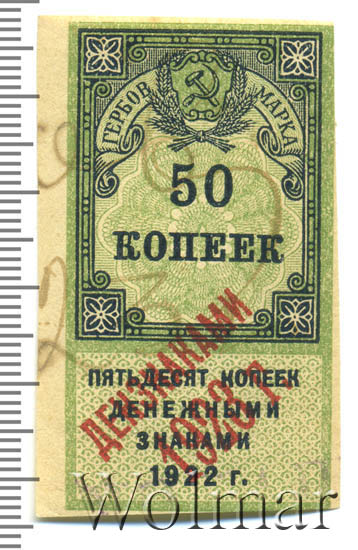 ГЕРБОВ. МАРКА
50
КОПЕЕК
ДЕНЗНАКАМИ
1923 г.
ПЯТЬДЕСЯТ КОПЕЕК
ДЕНЕЖНЫМИ
ЗНАКАМИ
1922 г.
Wolmar